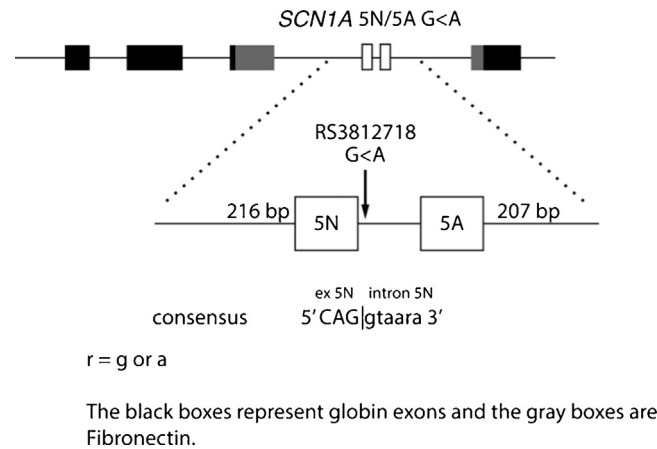 SCN1A 5N/5A G<A
RS3812718
G<A
216 bp 5N 5A 207 bp
ex 5N intron 5N
consensus 5' CAG|gtaara 3'
r = g or a
The black boxes represent globin exons and the gray boxes are
Fibronectin.